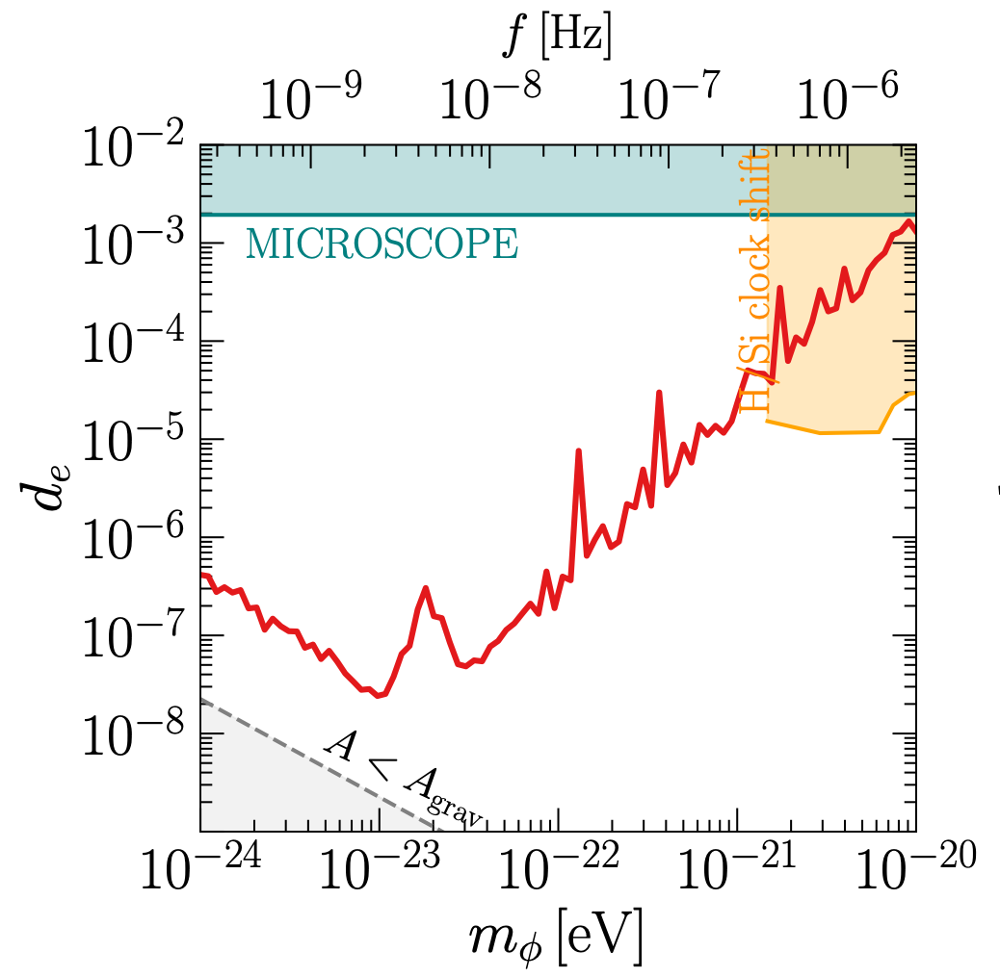 f [Hz]
10⁻⁹ 10⁻⁸ 10⁻⁷ 10⁻⁶
10⁻²
10⁻³
10⁻⁴
10⁻⁵
10⁻⁶
10⁻⁷
10⁻⁸
d_e
MICROSCOPE
H/Si clock shift
A < A_grav
10⁻²⁴ 10⁻²³ 10⁻²² 10⁻²¹ 10⁻²⁰
m_ϕ [eV]